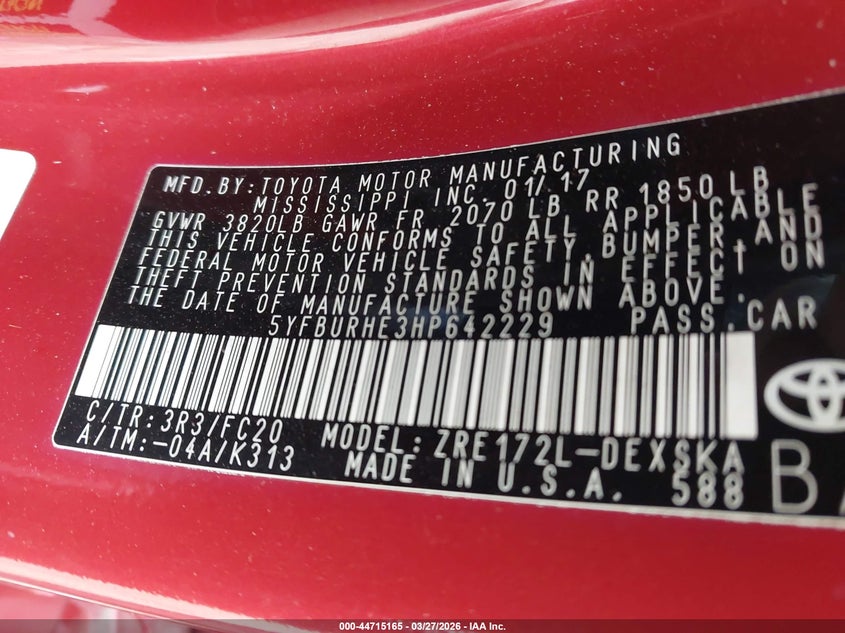 MFD. BY: TOYOTA MOTOR MANUFACTURING
MISSISSIPPI INC. 01/17
GVWR 3820LB GAWR FR 2070 LB RR 1850 LB
THIS VEHICLE CONFORMS TO ALL APPLICABLE
FEDERAL MOTOR VEHICLE SAFETY, BUMPER, AND
THEFT PREVENTION STANDARDS IN EFFECT ON
THE DATE OF MANUFACTURE SHOWN ABOVE.
5YFBURHE3HP642229 PASS. CAR
C/TR: 3R3/FC20 MODEL: ZRE172L-DEXSKA
A/TM: -04A/K313 MADE IN U.S.A. 588
000-44715165 - 03/27/2026 - IAA Inc.